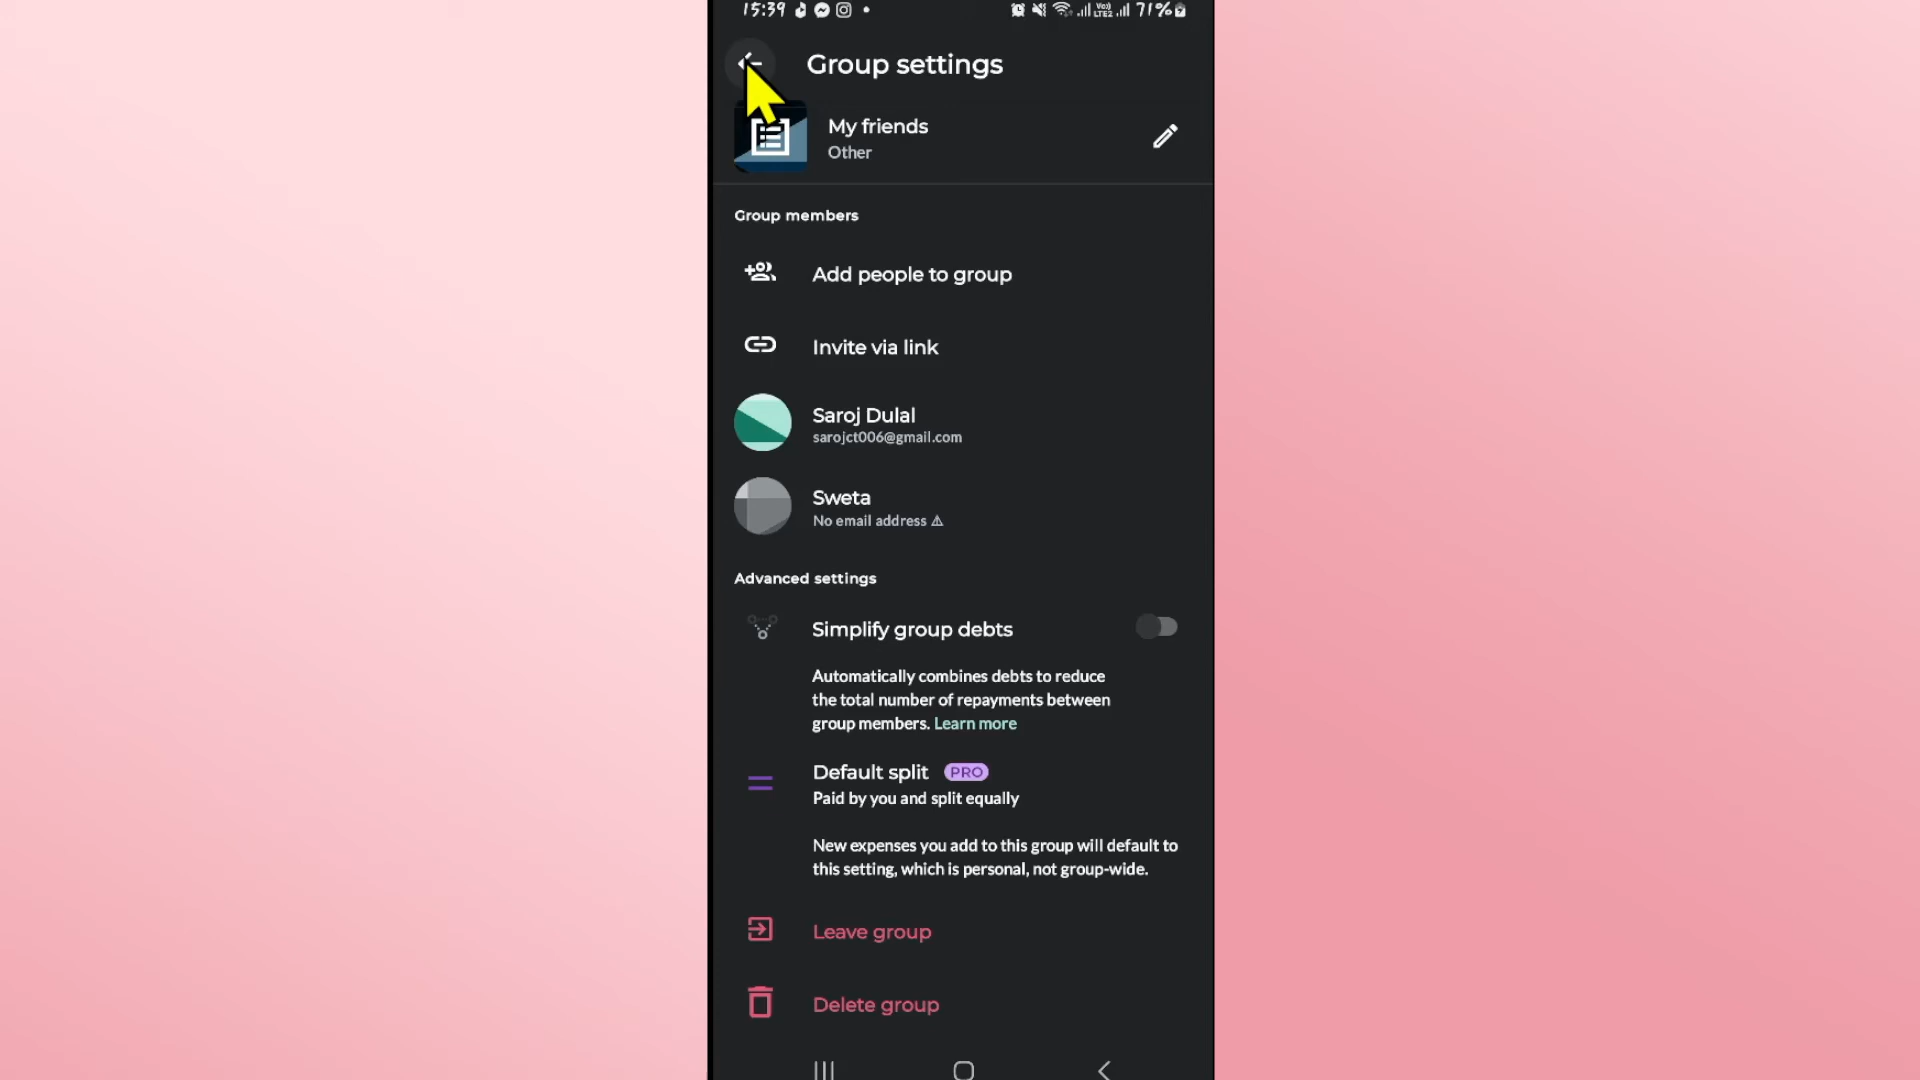 15:39 71%
Group settings
My friends
Other
Group members
Add people to group
Invite via link
Saroj Dulal
sarojct006@gmail.com
Sweta
No email address ⚠
Advanced settings
Simplify group debts
Automatically combines debts to reduce
the total number of repayments between
group members. Learn more
Default split PRO
Paid by you and split equally
New expenses you add to this group will default to
this setting, which is personal, not group-wide.
Leave group
Delete group